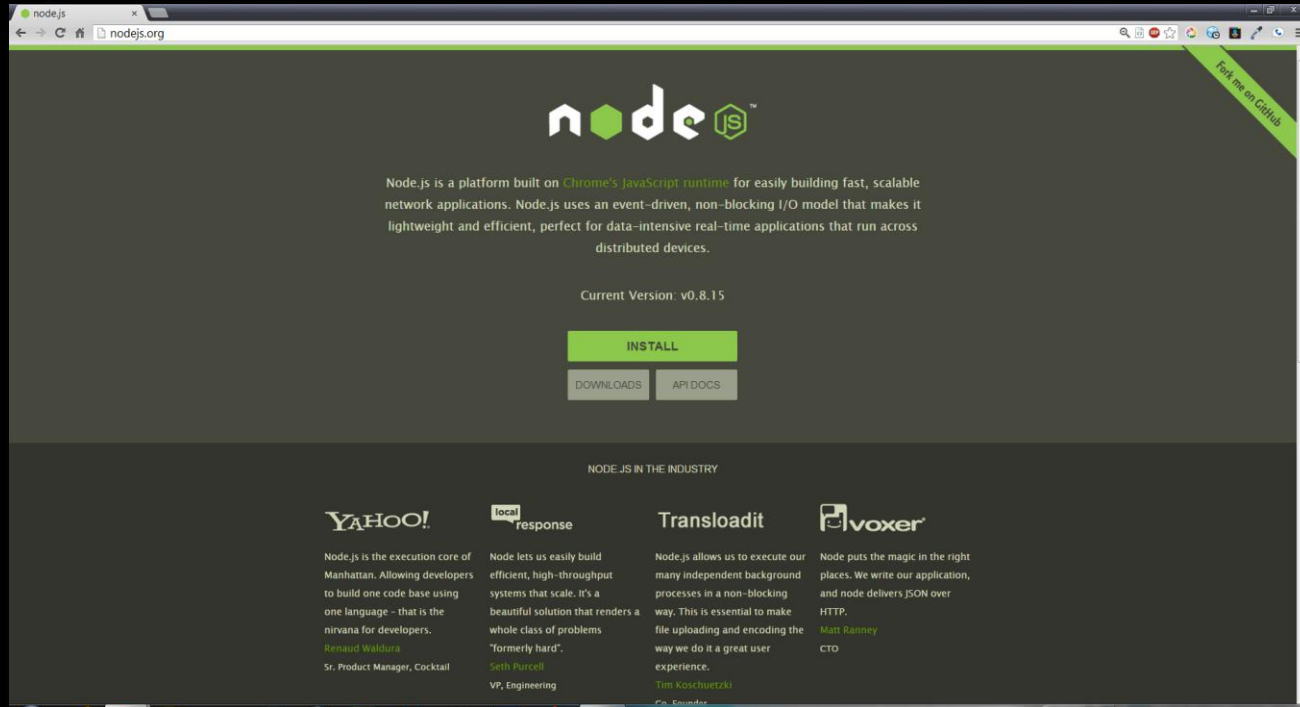 node.js
nodejs.org
Fork me on GitHub
node JS ™
Node.js is a platform built on Chrome's JavaScript runtime for easily building fast, scalable
network applications. Node.js uses an event-driven, non-blocking I/O model that makes it
lightweight and efficient, perfect for data-intensive real-time applications that run across
distributed devices.
Current Version: v0.8.15
INSTALL
DOWNLOADS
API DOCS
NODE.JS IN THE INDUSTRY
YAHOO!
Node.js is the execution core of
Manhattan. Allowing developers
to build one code base using
one language – that is the
nirvana for developers.
Renaud Waldura
Sr. Product Manager, Cocktail
local
response
Node lets us easily build
efficient, high-throughput
systems that scale. It's a
beautiful solution that renders a
whole class of problems
"formerly hard".
Seth Purcell
VP, Engineering
Transloadit
Node.js allows us to execute our
many independent background
processes in a non-blocking
way. This is essential to make
file uploading and encoding the
way we do it a great user
experience.
Tim Koschuetzki
Co-Founder
voxer
Node puts the magic in the right
places. We write our application,
and node delivers JSON over
HTTP.
Matt Ranney
CTO